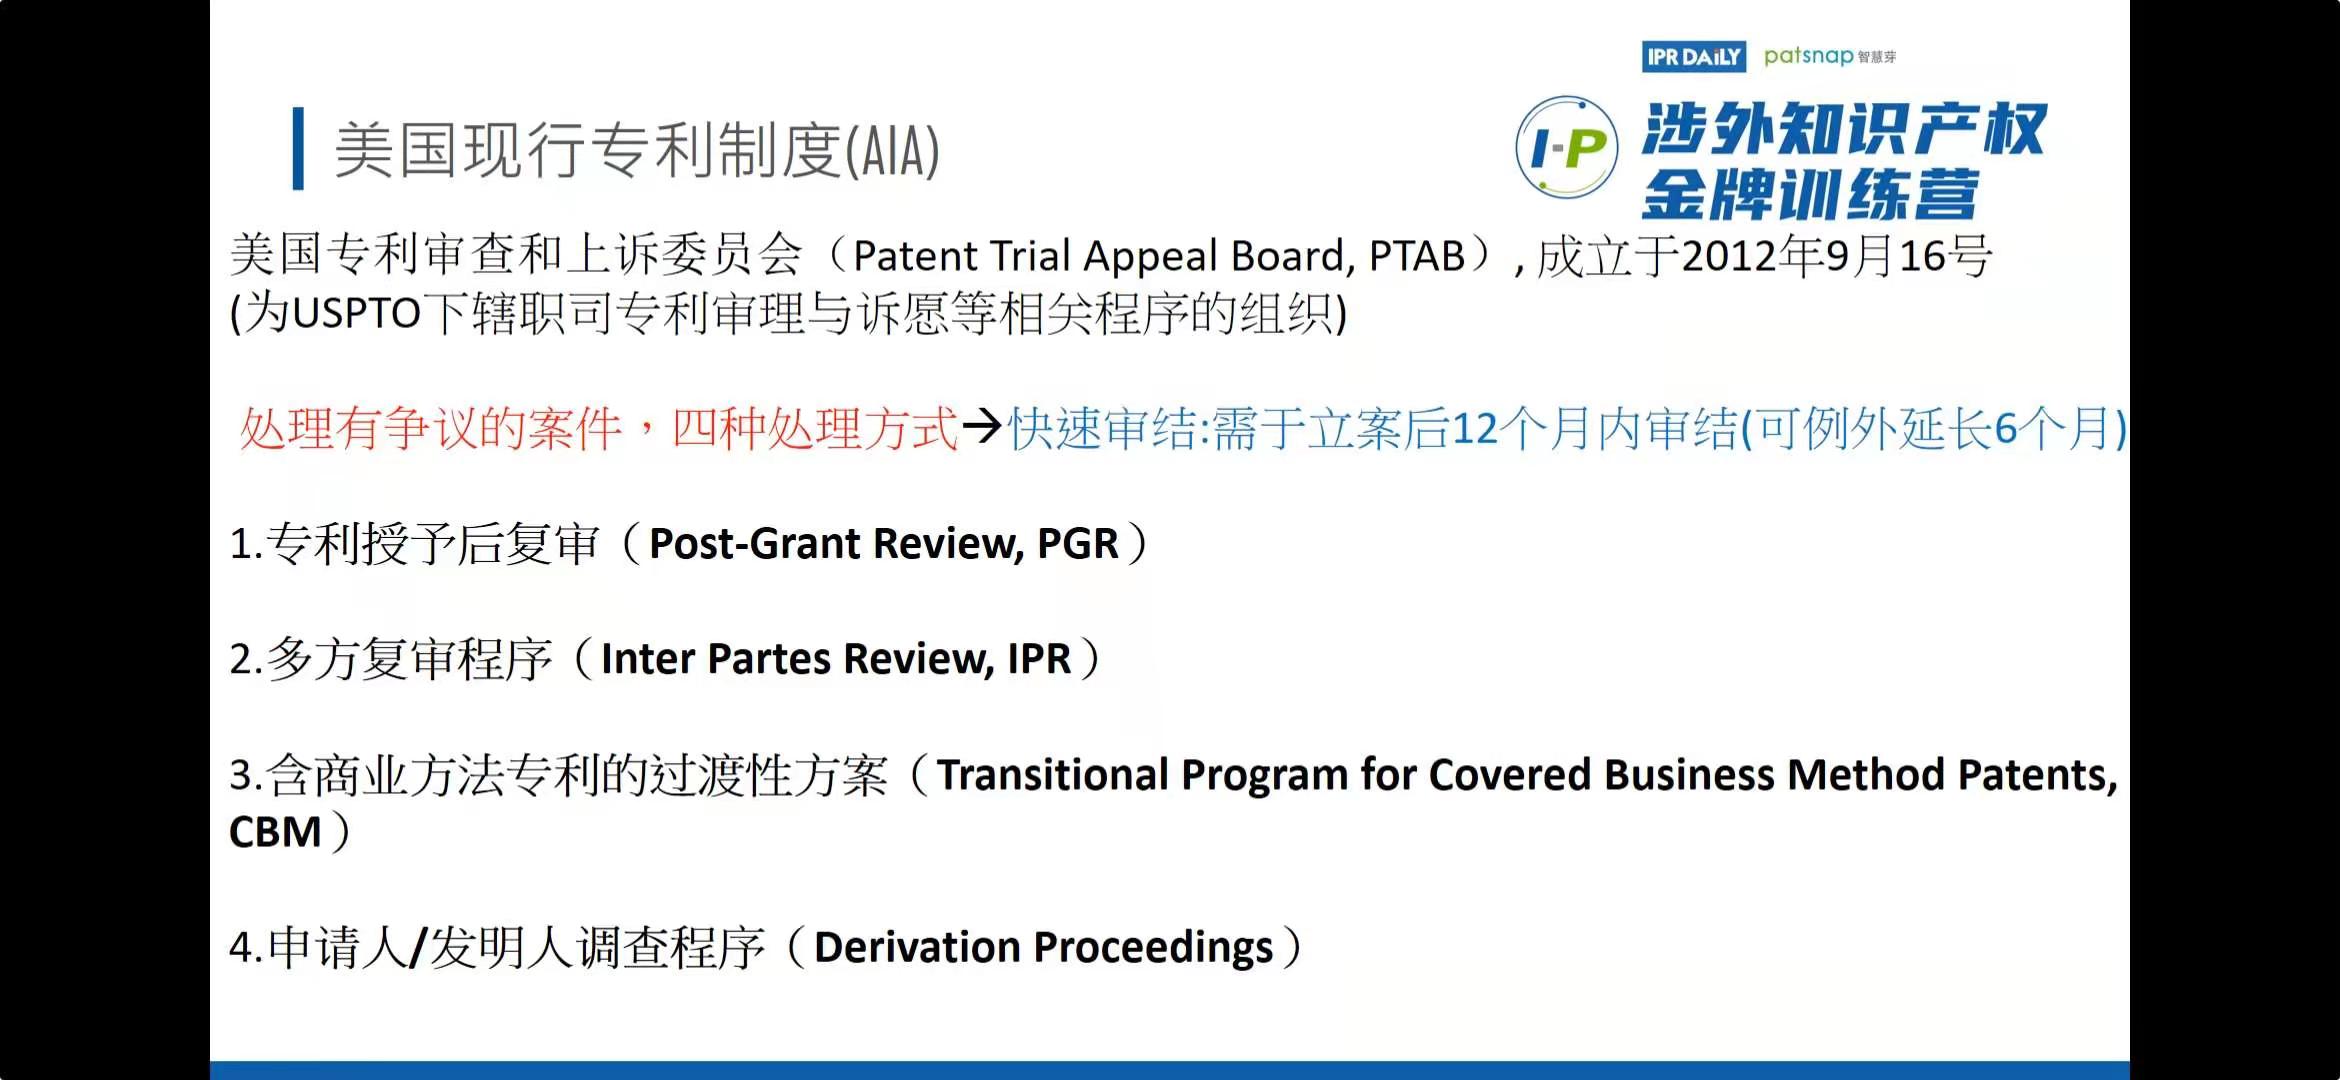 IPR DAILY patsnap 智慧芽
I-P 涉外知识产权
金牌训练营
美国现行专利制度(AIA)
美国专利审查和上诉委员会（Patent Trial Appeal Board, PTAB）, 成立于2012年9月16号
(为USPTO下辖职司专利审理与诉愿等相关程序的组织)
处理有争议的案件，四种处理方式→快速审结:需于立案后12个月内审结(可例外延长6个月)
1.专利授予后复审（Post-Grant Review, PGR）
2.多方复审程序（Inter Partes Review, IPR）
3.含商业方法专利的过渡性方案（Transitional Program for Covered Business Method Patents,
CBM）
4.申请人/发明人调查程序（Derivation Proceedings）